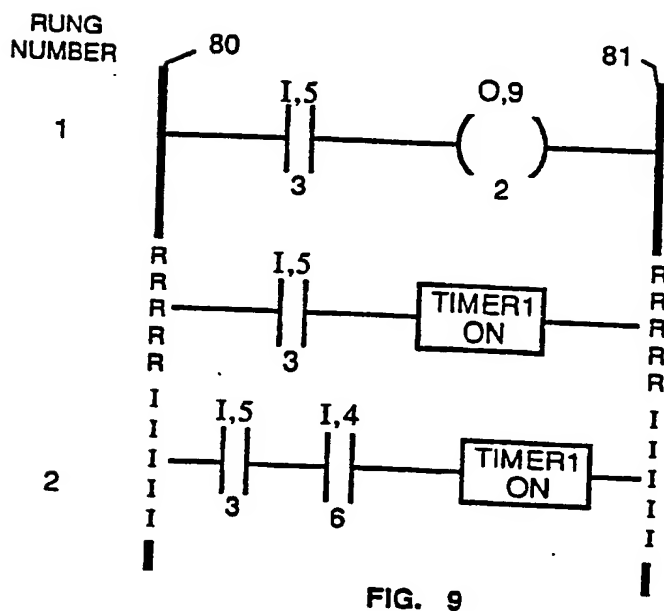 RUNG
NUMBER
80
81
1
I,5
3
O,9
2
R
R
R
R
R
I,5
3
TIMER1
ON
R
R
R
R
R
2
I
I
I
I
I
I,5
3
I,4
6
TIMER1
ON
I
I
I
I
I
FIG. 9